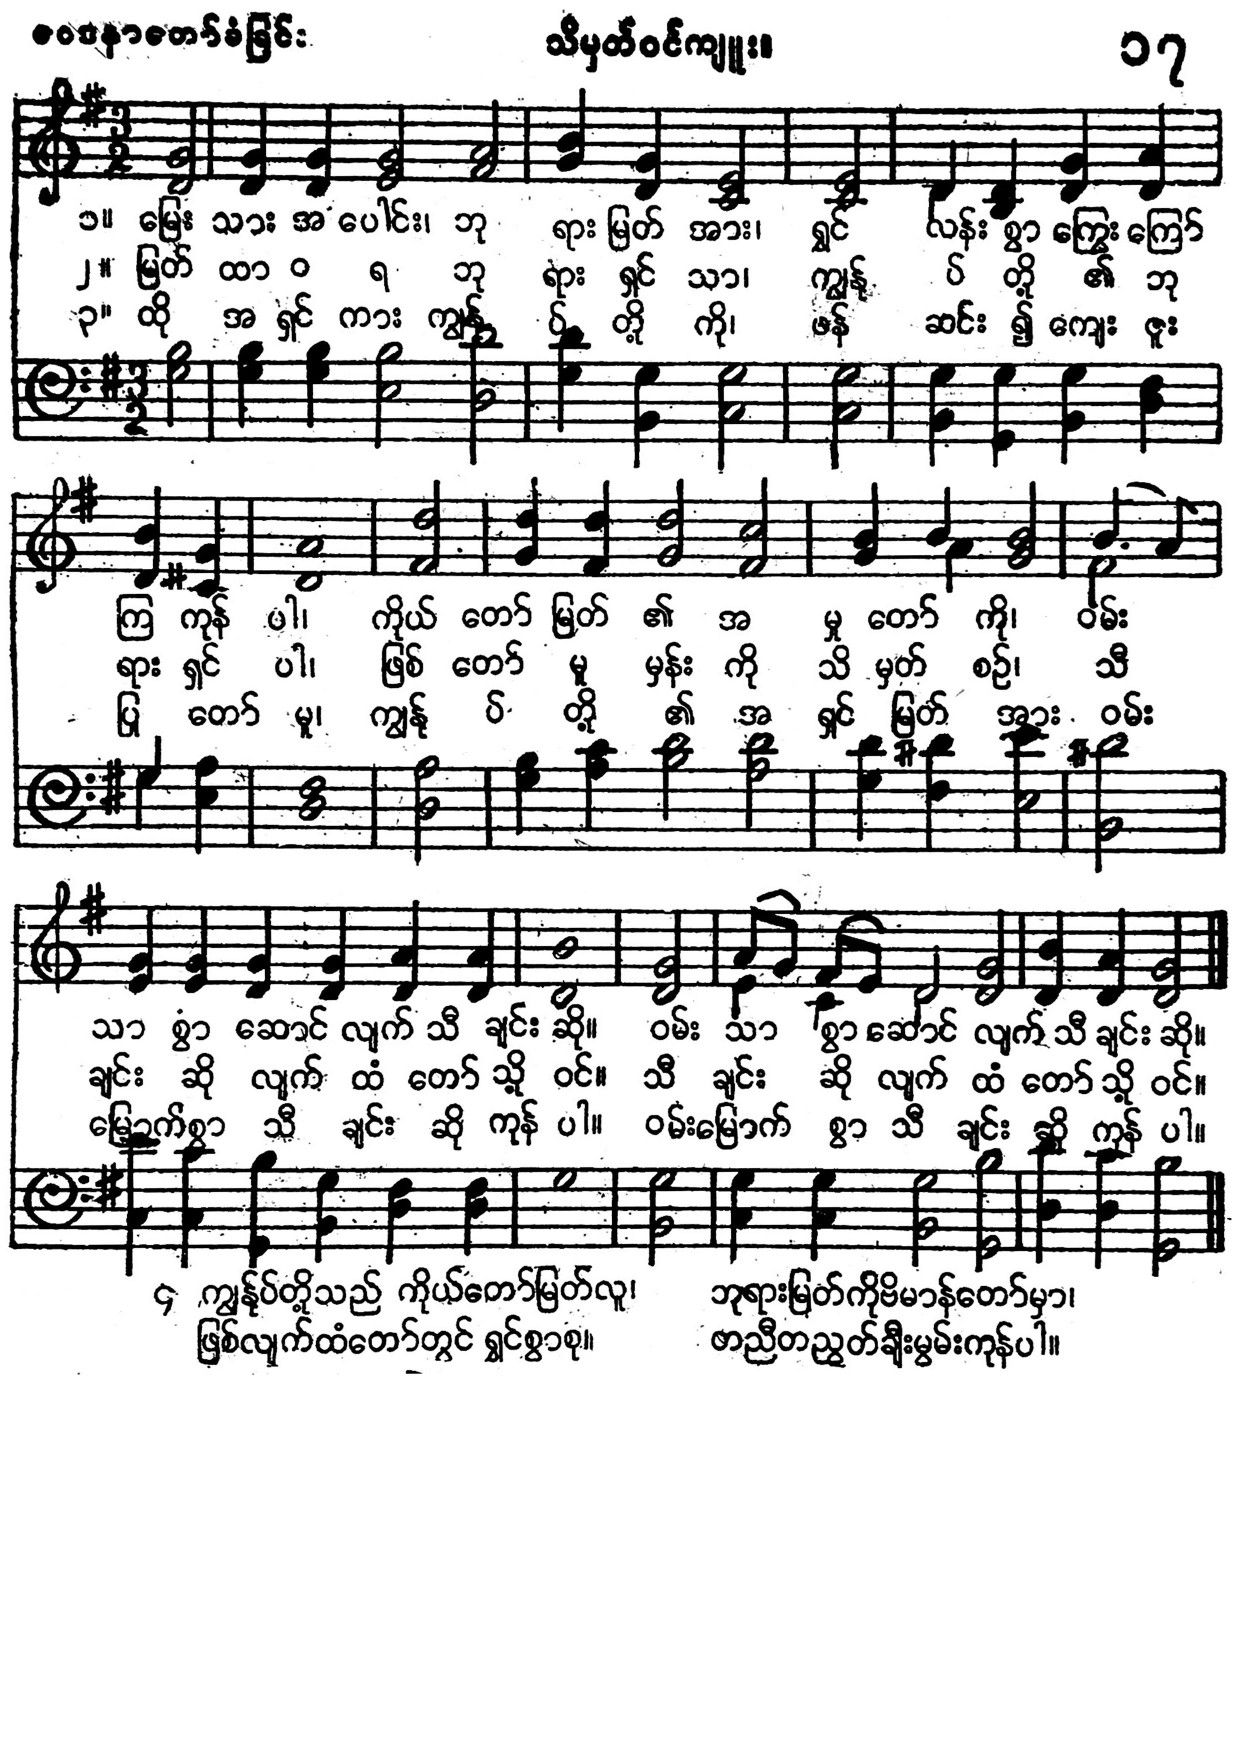 ဝေဒနာတော်ခံခြင်း သီမှတ်ဝင်ကျူး။ ၁၇
၁။ မြေး သား အ ပေါင်း၊ ဘု ရား မြတ် အား၊ ရွှင် လန်း စွာ ကြွေး ကြော်
၂။ မြတ် ထာ ဝ ရ ဘု ရား ရှင် သာ၊ ကျွန်ု ပ် တို့ ၏ ဘု
၃။ ထို အ ရှင် ကား ကျွန်ု ပ် တို့ ကို၊ ဖန် ဆင်း ၍ ကျေး ဇူး
ကြ ကုန် ပါ၊ ကိုယ် တော် မြတ် ၏ အ မှု တော် ကို၊ ဝမ်း
ရား ရှင် ပါ၊ ဖြစ် တော် မူ မှန်း ကို သိ မှတ် စဉ်၊ သီ
ပြု တော် မူ၊ ကျွန်ု ပ် တို့ ၏ အ ရှင် မြတ် အား ဝမ်း
သာ စွာ ဆောင် လျက် သီ ချင်း ဆို။ ဝမ်း သာ စွာ ဆောင် လျက် သီ ချင်း ဆို။
ချင်း ဆို လျက် ထံ တော် သို့ ဝင်။ သီ ချင်း ဆို လျက် ထံ တော် သို့ ဝင်။
မြောက် စွာ သီ ချင်း ဆို ကုန် ပါ။ ဝမ်း မြောက် စွာ သီ ချင်း ဆို ကုန် ပါ။
၄ ကျွန်ုပ်တို့သည် ကိုယ်တော်မြတ်လူ၊ ဘုရားမြတ်ကိုဗိမာန်တော်မှာ၊
ဖြစ်လျက်ထံတော်တွင် ရွှင်စွာစု။ ဇာညီတညွတ်ချီးမွမ်းကုန်ပါ။